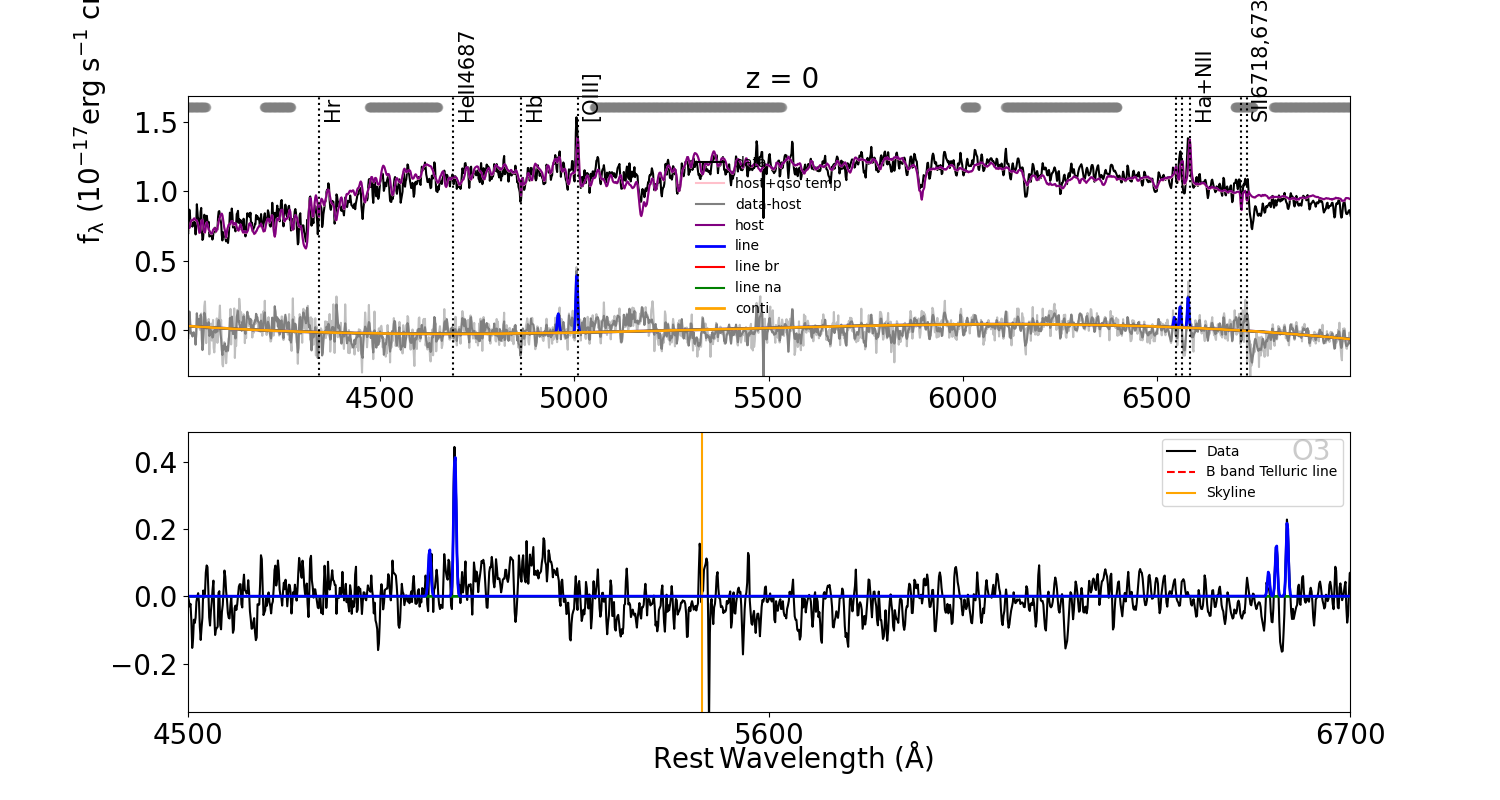 z = 0
f_λ (10^−17 erg s^−1 c
Hr
HeII4687
Hb
[OIII]
Ha+NII
SII6718,673
1.5
1.0
0.5
0.0
host+qso temp
data-host
host
line
line br
line na
conti
4500
5000
5500
6000
6500
O3
Data
B band Telluric line
Skyline
0.4
0.2
0.0
−0.2
4500
5600
6700
Rest Wavelength (Å)